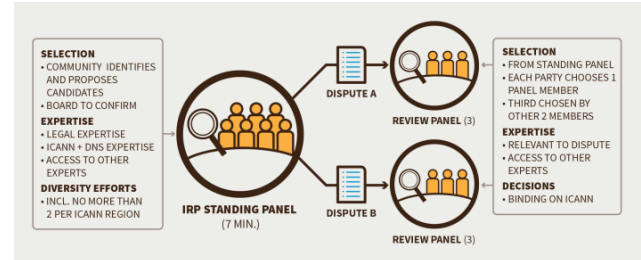 SELECTION
• COMMUNITY IDENTIFIES
AND PROPOSES
CANDIDATES
• BOARD TO CONFIRM
EXPERTISE
• LEGAL EXPERTISE
• ICANN + DNS EXPERTISE
• ACCESS TO OTHER
EXPERTS
DIVERSITY EFFORTS
• INCL. NO MORE THAN
2 PER ICANN REGION
IRP STANDING PANEL
(7 MIN.)
DISPUTE A
REVIEW PANEL (3)
DISPUTE B
REVIEW PANEL (3)
SELECTION
• FROM STANDING PANEL
• EACH PARTY CHOOSES 1
PANEL MEMBER
• THIRD CHOSEN BY
OTHER 2 MEMBERS
EXPERTISE
• RELEVANT TO DISPUTE
• ACCESS TO OTHER
EXPERTS
DECISIONS
• BINDING ON ICANN